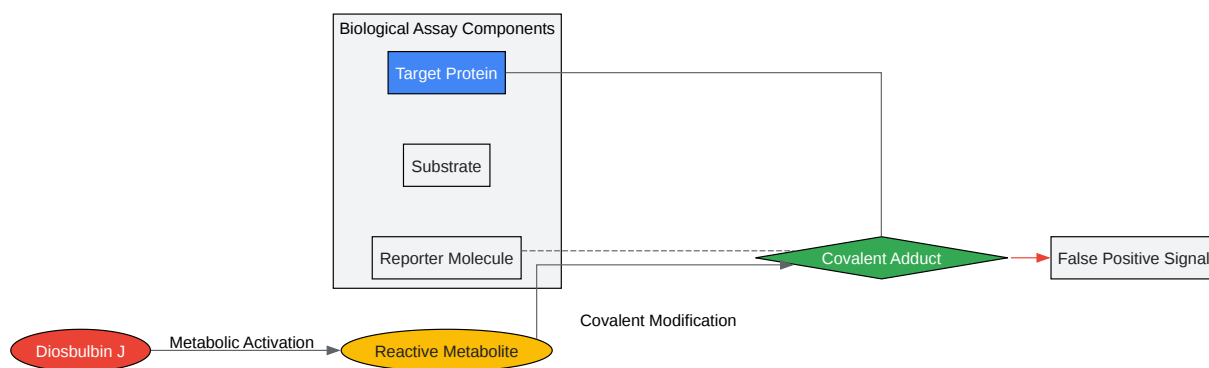 Biological Assay Components
Target Protein
Substrate
Reporter Molecule
Covalent Adduct
False Positive Signal
Covalent Modification
Diosbulbin J
Metabolic Activation
Reactive Metabolite